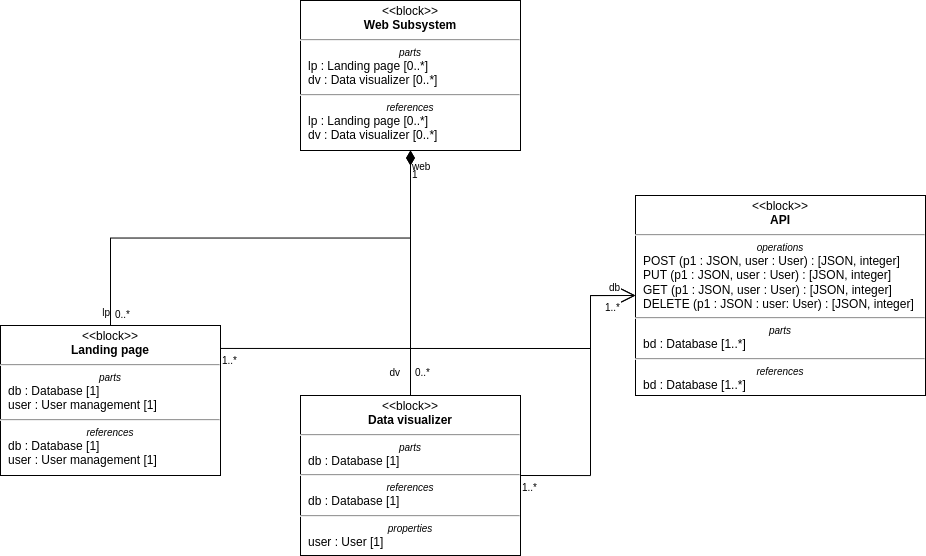 <<block>>
Web Subsystem
parts
lp : Landing page [0..*]
dv : Data visualizer [0..*]
references
lp : Landing page [0..*]
dv : Data visualizer [0..*]
web
1
<<block>>
API
operations
POST (p1 : JSON, user : User) : [JSON, integer]
PUT (p1 : JSON, user : User) : [JSON, integer]
GET (p1 : JSON, user : User) : [JSON, integer]
DELETE (p1 : JSON : user: User) : [JSON, integer]
parts
bd : Database [1..*]
references
bd : Database [1..*]
db
1..*
lp
0..*
<<block>>
Landing page
parts
db : Database [1]
user : User management [1]
references
db : Database [1]
user : User management [1]
1..*
dv
0..*
<<block>>
Data visualizer
parts
db : Database [1]
references
db : Database [1]
properties
user : User [1]
1..*